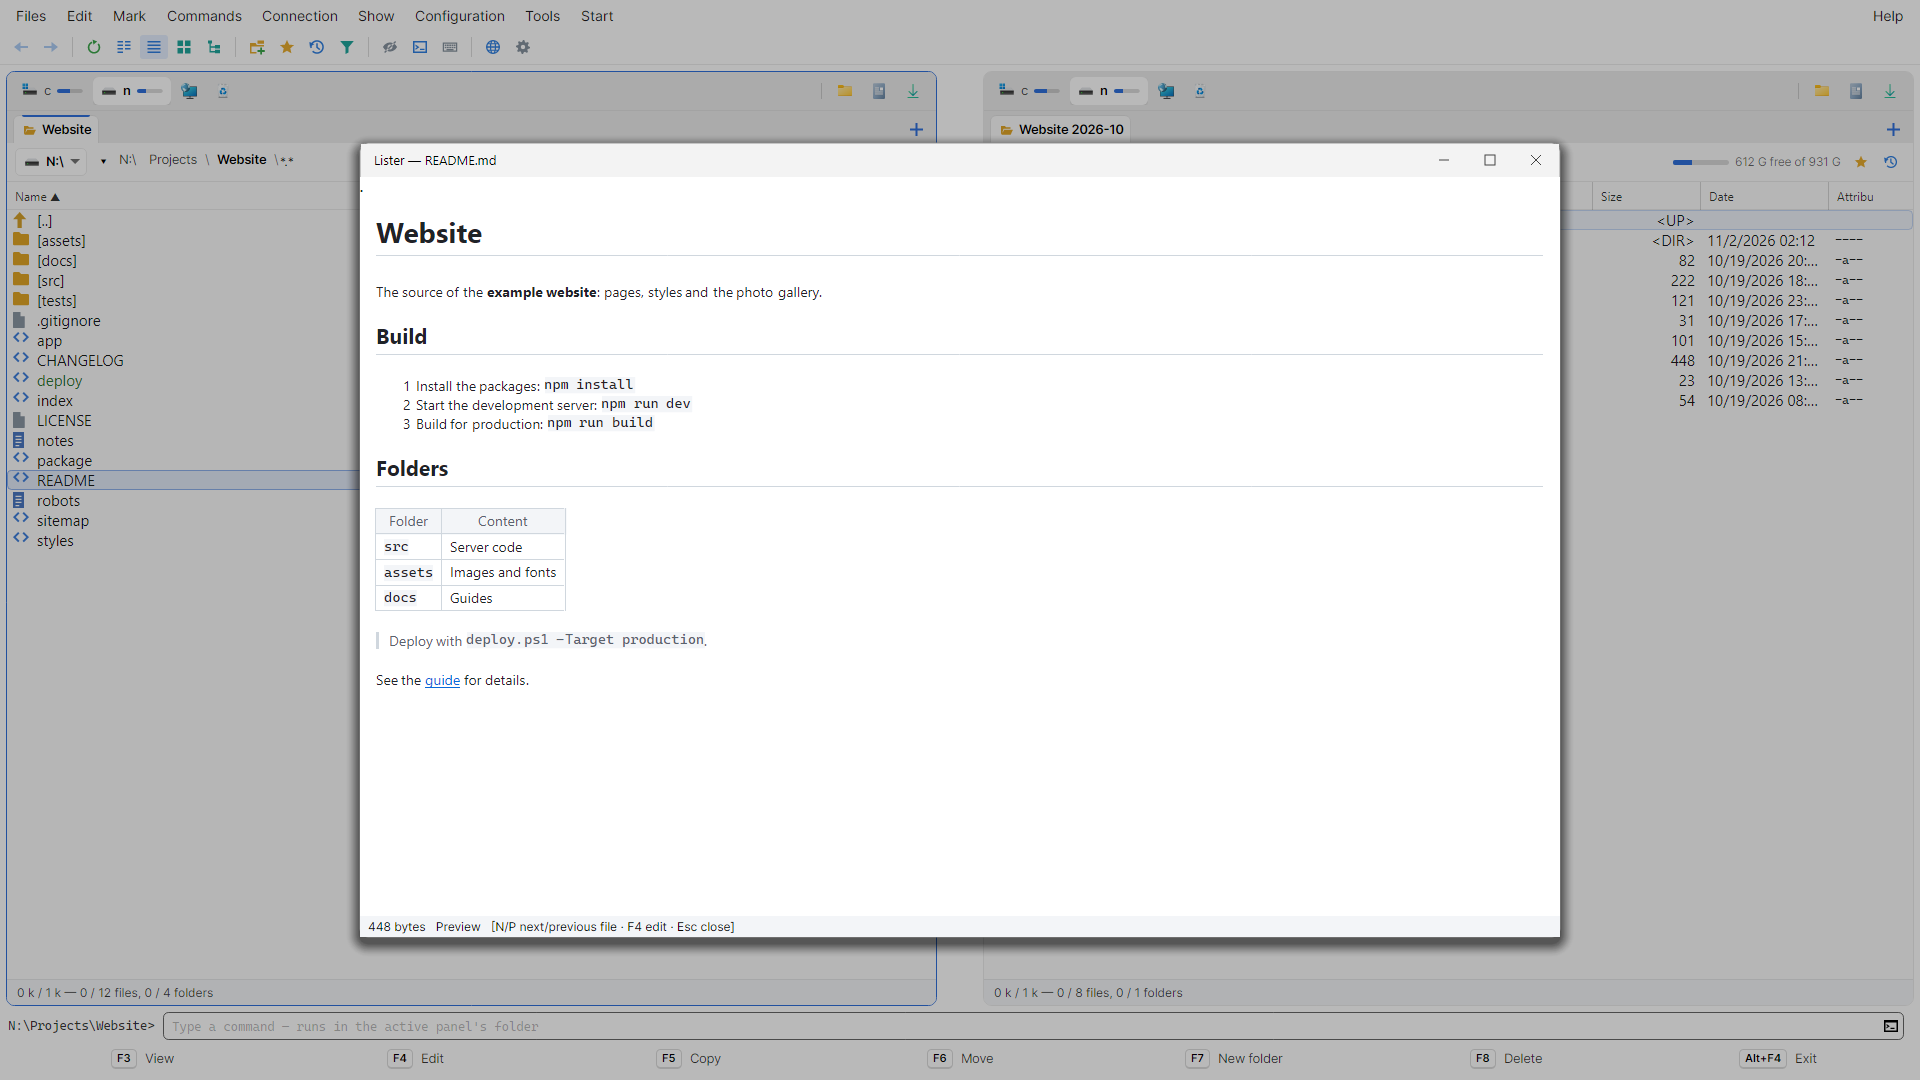 Files Edit Mark Commands Connection Show Configuration Tools Start Help
c n
c n
Website
Website 2026-10
N:\ N:\ Projects \ Website \*.*
612 G free of 931 G
Name
Size Date Attribu
[..]
[assets]
[docs]
[src]
[tests]
.gitignore
app
CHANGELOG
deploy
index
LICENSE
notes
package
README
robots
sitemap
styles
Lister — README.md
Website
The source of the example website: pages, styles and the photo gallery.
Build
1 Install the packages: npm install
2 Start the development server: npm run dev
3 Build for production: npm run build
Folders
Folder Content
src Server code
assets Images and fonts
docs Guides
Deploy with deploy.ps1 -Target production.
See the guide for details.
448 bytes Preview [N/P next/previous file · F4 edit · Esc close]
<UP>
<DIR> 11/2/2026 02:12 ----
82 10/19/2026 20:... -a--
222 10/19/2026 18:... -a--
121 10/19/2026 23:... -a--
31 10/19/2026 17:... -a--
101 10/19/2026 15:... -a--
448 10/19/2026 21:... -a--
23 10/19/2026 13:... -a--
54 10/19/2026 08:... -a--
0 k / 1 k — 0 / 12 files, 0 / 4 folders
0 k / 1 k — 0 / 8 files, 0 / 1 folders
N:\Projects\Website> Type a command — runs in the active panel's folder
F3 View F4 Edit F5 Copy F6 Move F7 New folder F8 Delete Alt+F4 Exit